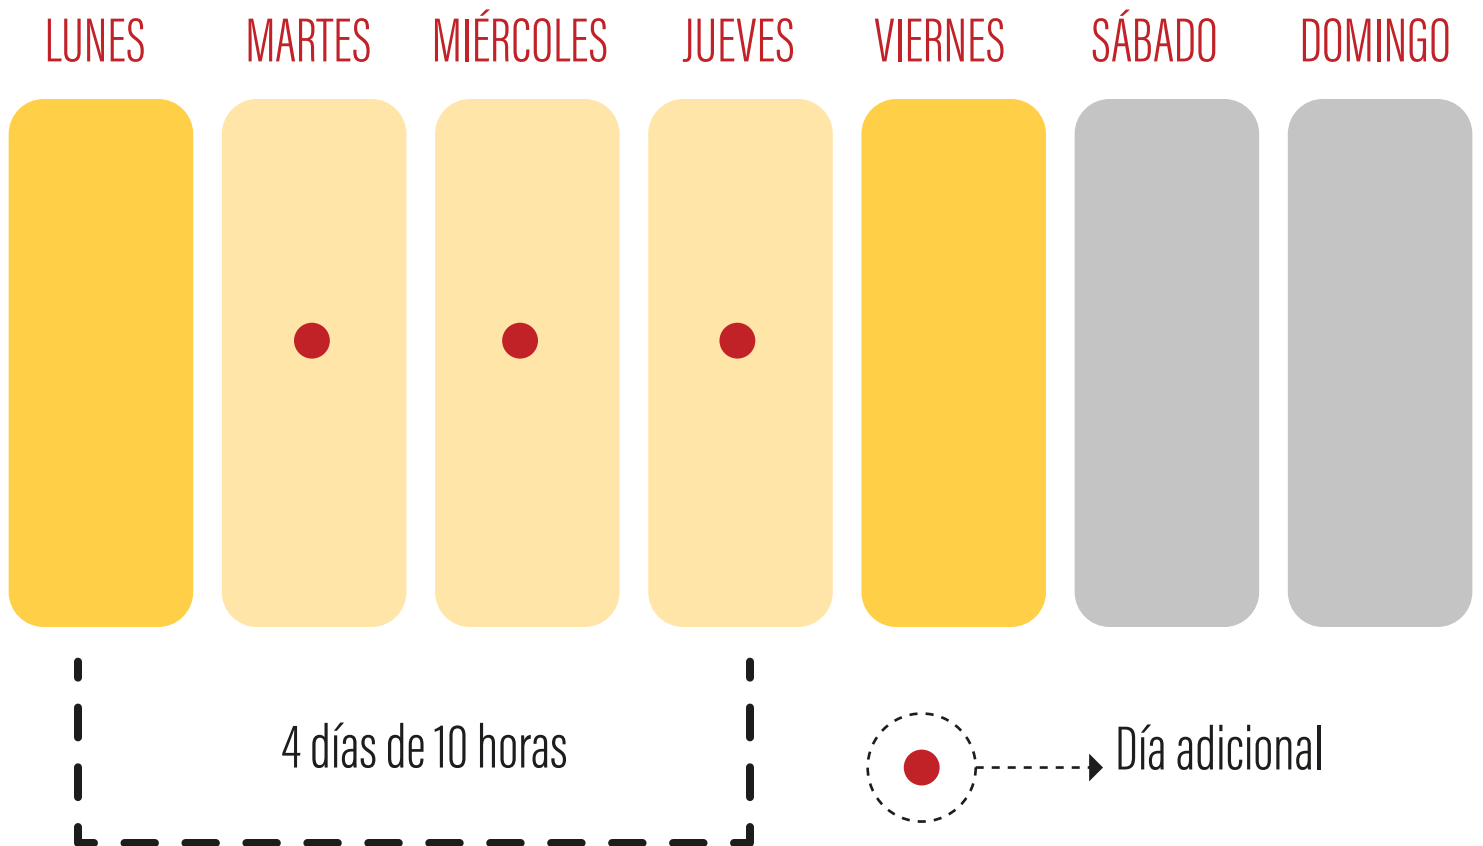 LUNES MARTES MIÉRCOLES JUEVES VIERNES SÁBADO DOMINGO
4 días de 10 horas
Día adicional